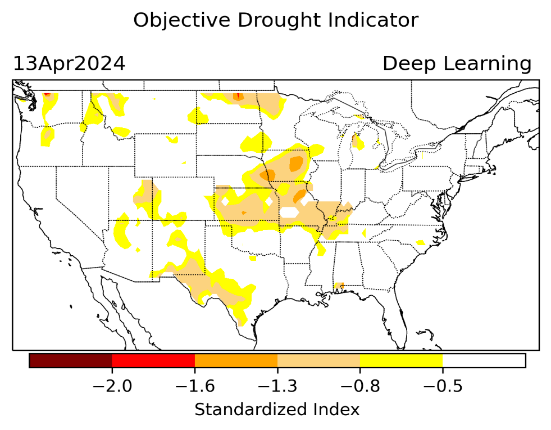 Objective Drought Indicator
13Apr2024 Deep Learning
−2.0 −1.6 −1.3 −0.8 −0.5
Standardized Index